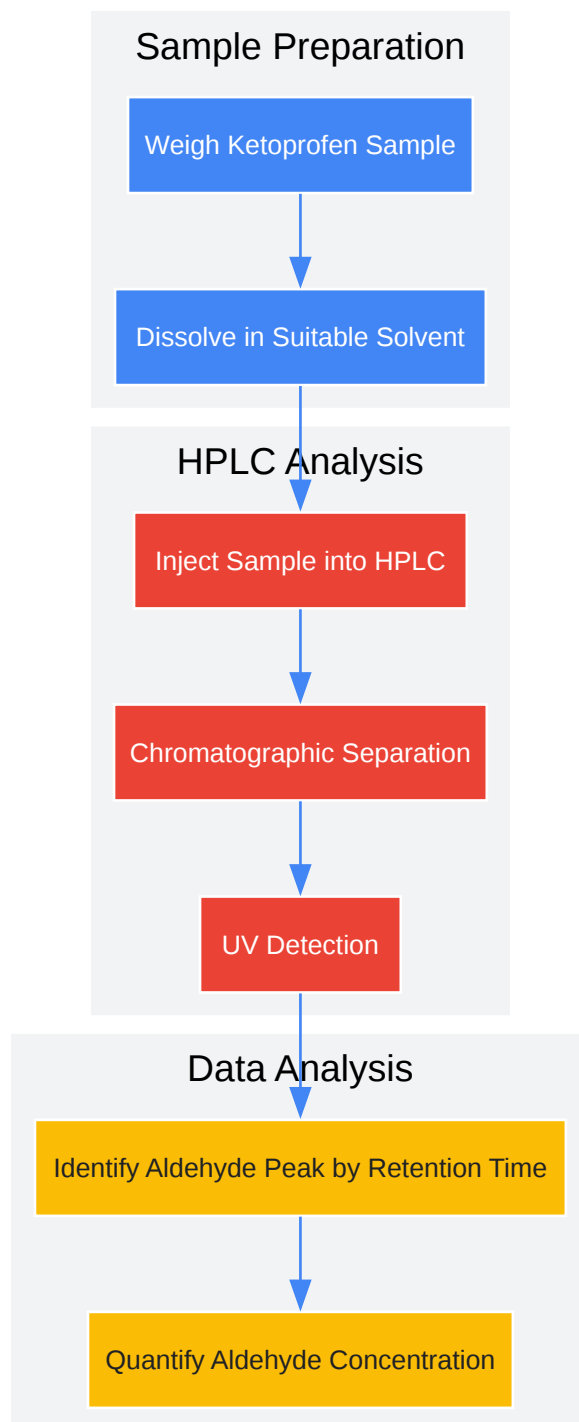 Sample Preparation
Weigh Ketoprofen Sample
Dissolve in Suitable Solvent
HPLC Analysis
Inject Sample into HPLC
Chromatographic Separation
UV Detection
Data Analysis
Identify Aldehyde Peak by Retention Time
Quantify Aldehyde Concentration